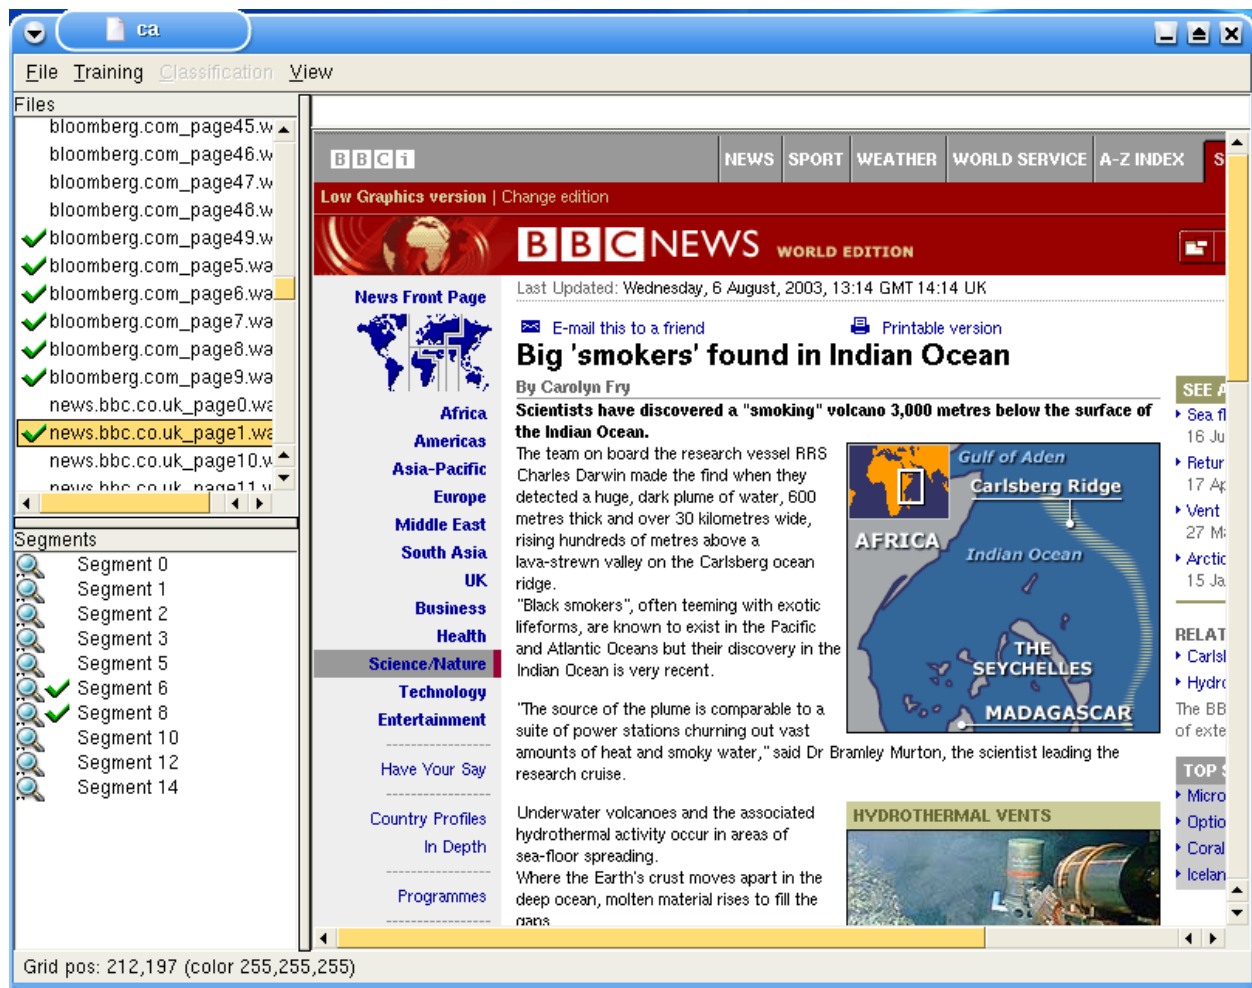 ca
File Training Classification View
Files
bloomberg.com_page45.w
bloomberg.com_page46.w
bloomberg.com_page47.w
bloomberg.com_page48.w
bloomberg.com_page49.w
bloomberg.com_page5.wa
bloomberg.com_page6.wa
bloomberg.com_page7.wa
bloomberg.com_page8.wa
bloomberg.com_page9.wa
news.bbc.co.uk_page0.wa
news.bbc.co.uk_page1.wa
news.bbc.co.uk_page10.w
news.bbc.co.uk_page11.w
Segments
Segment 0
Segment 1
Segment 2
Segment 3
Segment 5
Segment 6
Segment 8
Segment 10
Segment 12
Segment 14
BBCi NEWS SPORT WEATHER WORLD SERVICE A-Z INDEX S
Low Graphics version | Change edition
BBC NEWS WORLD EDITION
News Front Page
Africa
Americas
Asia-Pacific
Europe
Middle East
South Asia
UK
Business
Health
Science/Nature
Technology
Entertainment
Have Your Say
Country Profiles
In Depth
Programmes
Last Updated: Wednesday, 6 August, 2003, 13:14 GMT 14:14 UK
E-mail this to a friend Printable version
Big 'smokers' found in Indian Ocean
By Carolyn Fry
Scientists have discovered a "smoking" volcano 3,000 metres below the surface of
the Indian Ocean.
The team on board the research vessel RRS
Charles Darwin made the find when they
detected a huge, dark plume of water, 600
metres thick and over 30 kilometres wide,
rising hundreds of metres above a
lava-strewn valley on the Carlsberg ocean
ridge.
"Black smokers", often teeming with exotic
lifeforms, are known to exist in the Pacific
and Atlantic Oceans but their discovery in the
Indian Ocean is very recent.
"The source of the plume is comparable to a
suite of power stations churning out vast
amounts of heat and smoky water," said Dr Bramley Murton, the scientist leading the
research cruise.
Underwater volcanoes and the associated
hydrothermal activity occur in areas of
sea-floor spreading.
Where the Earth's crust moves apart in the
deep ocean, molten material rises to fill the
gaps
Gulf of Aden
Carlsberg Ridge
AFRICA
Indian Ocean
THE
SEYCHELLES
MADAGASCAR
HYDROTHERMAL VENTS
SEE A
Sea fl
16 Ju
Retur
17 Ap
Vent
27 Ma
Arctic
15 Ja
RELAT
Carlsl
Hydro
The BB
of exte
TOP S
Micro
Optio
Coral
Icelan
Grid pos: 212,197 (color 255,255,255)